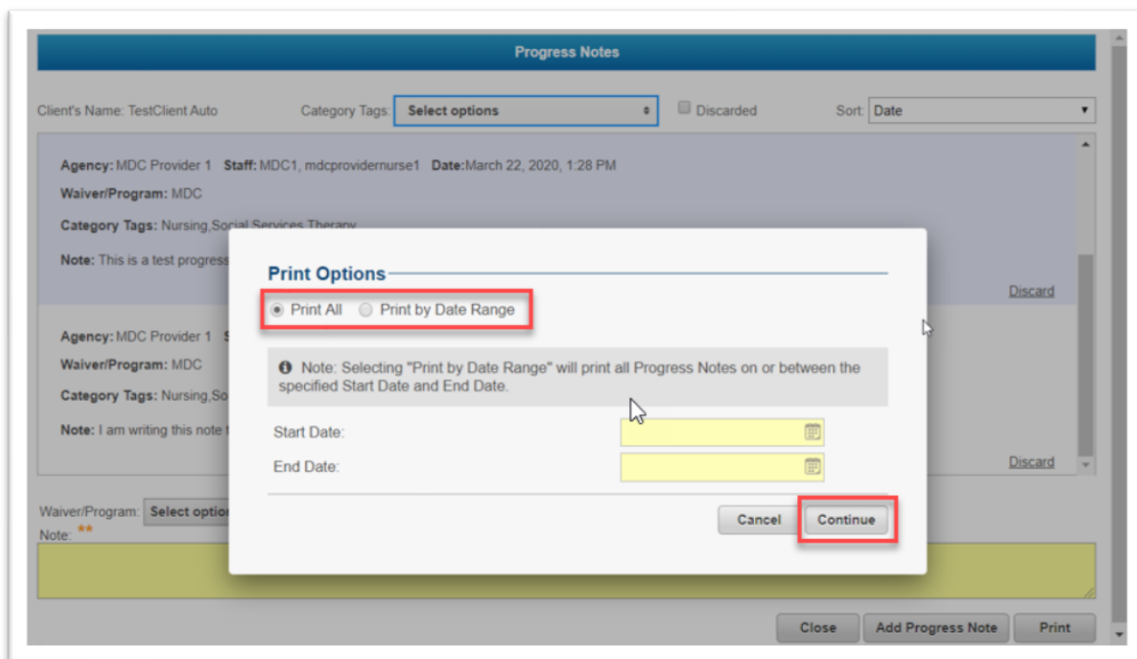 Progress Notes
Client's Name: TestClient Auto Category Tags: Select options Discarded Sort: Date
Agency: MDC Provider 1 Staff: MDC1, mdcprovidernurse1 Date:March 22, 2020, 1:28 PM
Waiver/Program: MDC
Category Tags: Nursing,Social Services Therapy
Note: This is a test progress
Discard
Print Options
Print All Print by Date Range
Note: Selecting "Print by Date Range" will print all Progress Notes on or between the
specified Start Date and End Date.
Start Date:
End Date:
Cancel Continue
Agency: MDC Provider 1
Waiver/Program: MDC
Category Tags: Nursing,So
Note: I am writing this note
Discard
Waiver/Program: Select option
Note: **
Close Add Progress Note Print